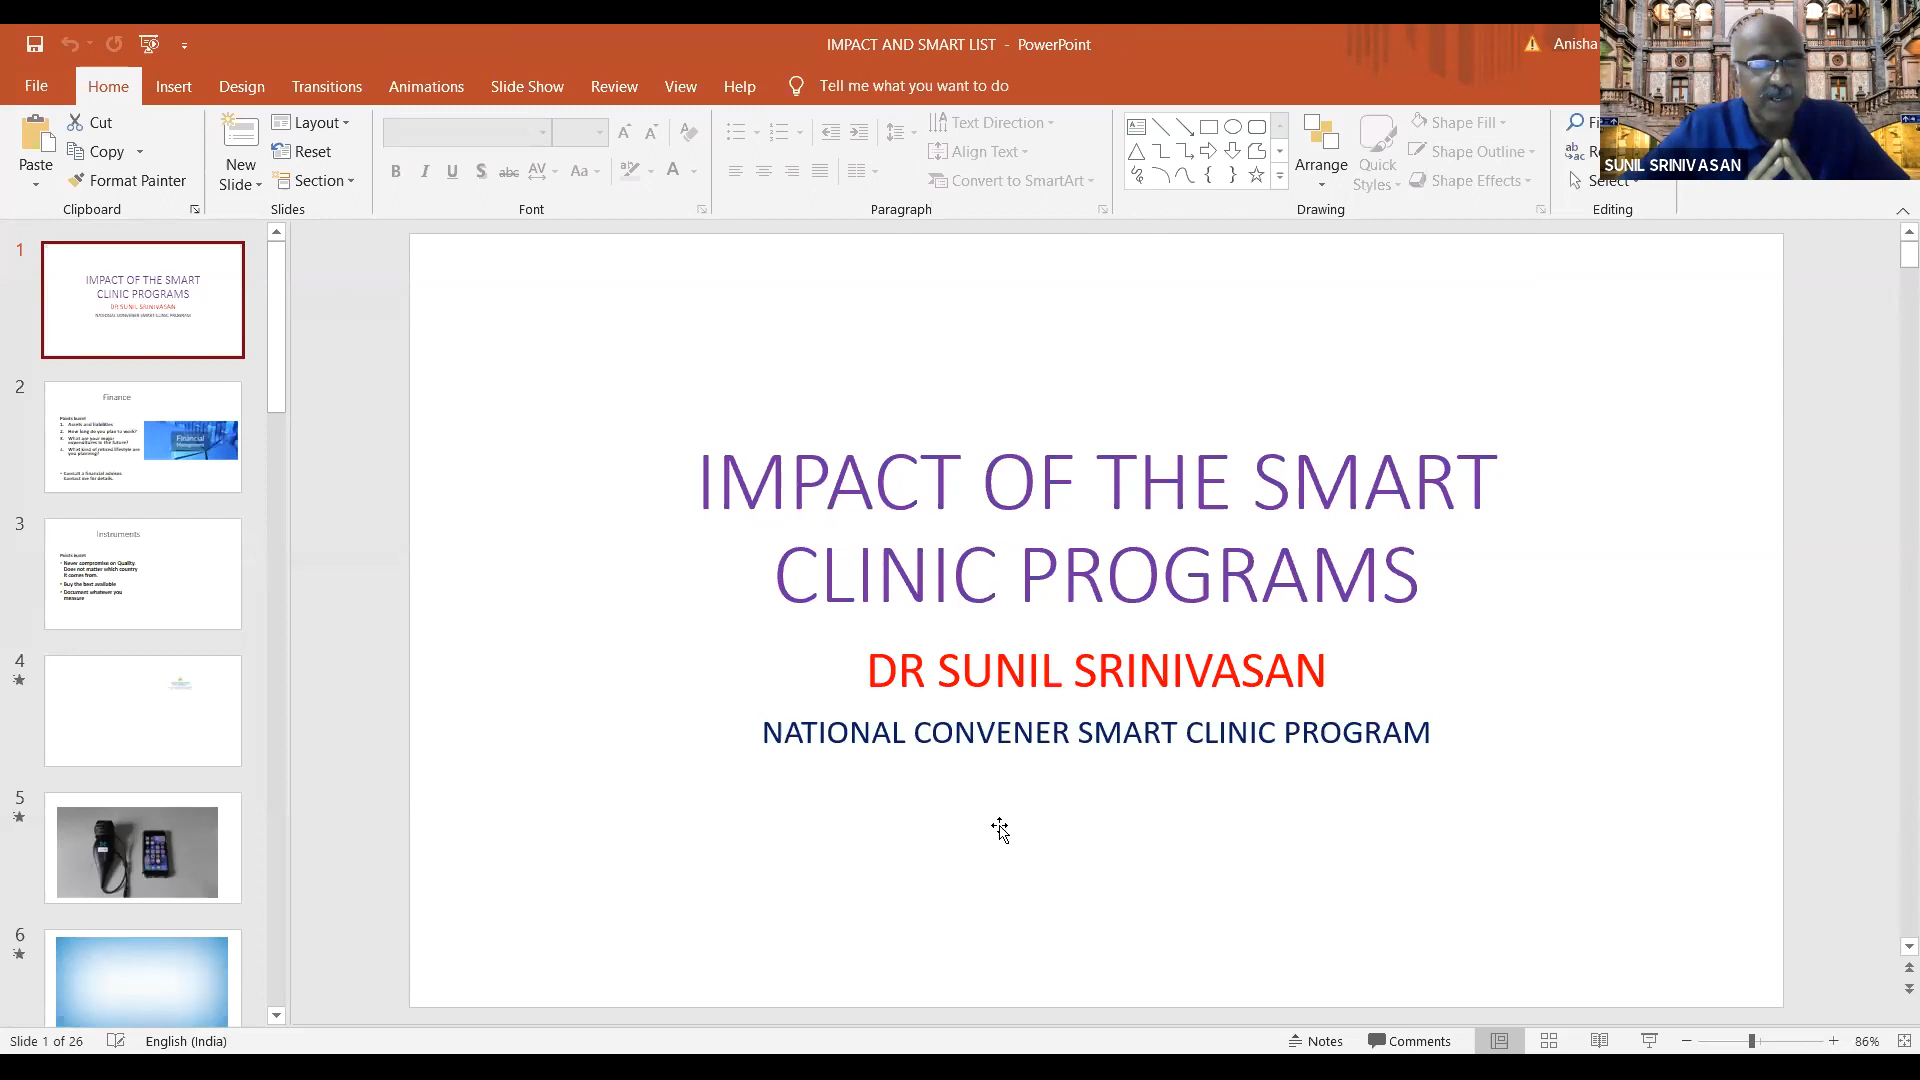 IMPACT AND SMART LIST - PowerPoint
Anisha
File Home Insert Design Transitions Animations Slide Show Review View Help Tell me what you want to do
Paste
Cut
Copy
Format Painter
Clipboard
New
Slide
Layout
Reset
Section
Slides
B I U S abc AV Aa A
Font
Text Direction
Align Text
Convert to SmartArt
Paragraph
Arrange
Quick
Styles
Shape Fill
Shape Outline
Shape Effects
Drawing
Select
Editing
SUNIL SRINIVASAN
1
IMPACT OF THE SMART
CLINIC PROGRAMS
DR SUNIL SRINIVASAN
NATIONAL CONVENER SMART CLINIC PROGRAM
2
Finance
Points based
1. Assets and liabilities
2. How long do you plan to work?
3. What are your major
expenditures in the future?
4. What kind of retired lifestyle are
you planning?
• Consult a financial advisor.
Contact me for details.
Financial
Management
3
Instruments
• Never compromise on Quality.
Does not matter which country
it comes from.
• Buy the best available
• Document whatever you
measure
4
5
6
IMPACT OF THE SMART
CLINIC PROGRAMS
DR SUNIL SRINIVASAN
NATIONAL CONVENER SMART CLINIC PROGRAM
Slide 1 of 26
English (India)
Notes
Comments
86%